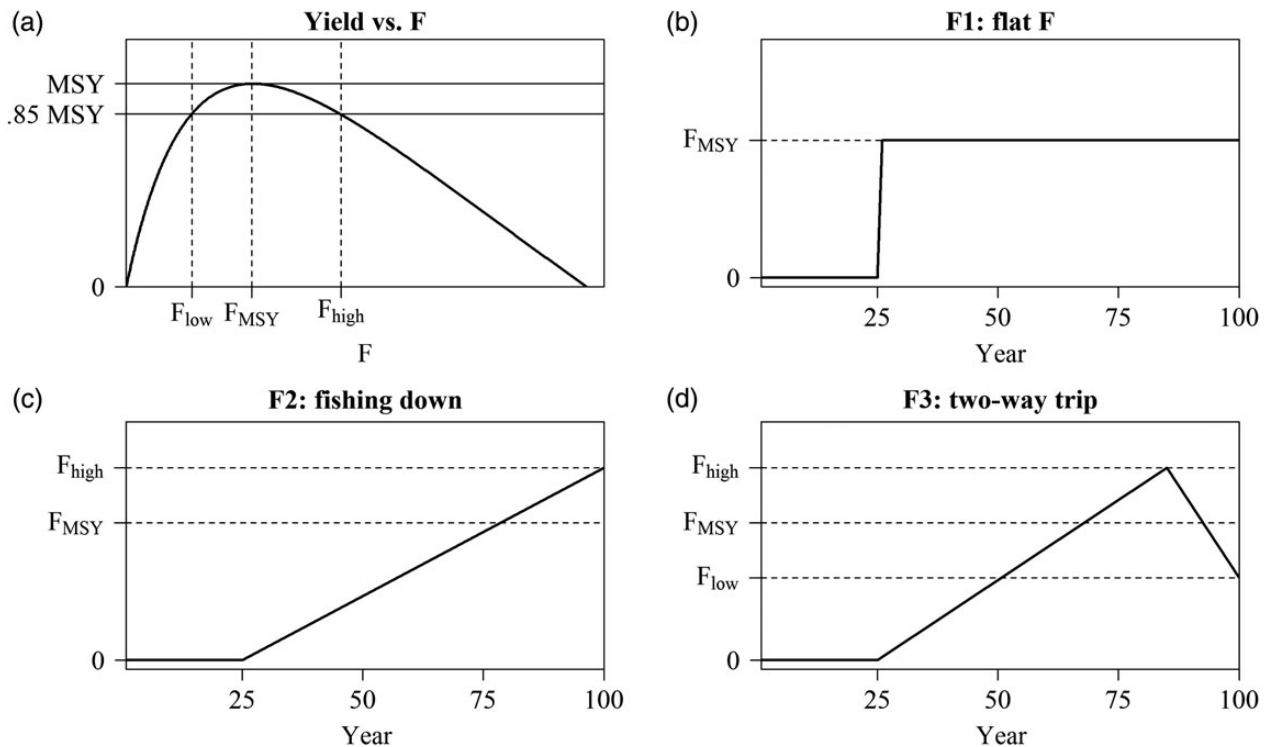 (a) Yield vs. F
MSY
.85 MSY
0
F_low F_MSY F_high
F
(b) F1: flat F
F_MSY
0
25 50 75 100
Year
(c) F2: fishing down
F_high
F_MSY
0
25 50 75 100
Year
(d) F3: two-way trip
F_high
F_MSY
F_low
0
25 50 75 100
Year